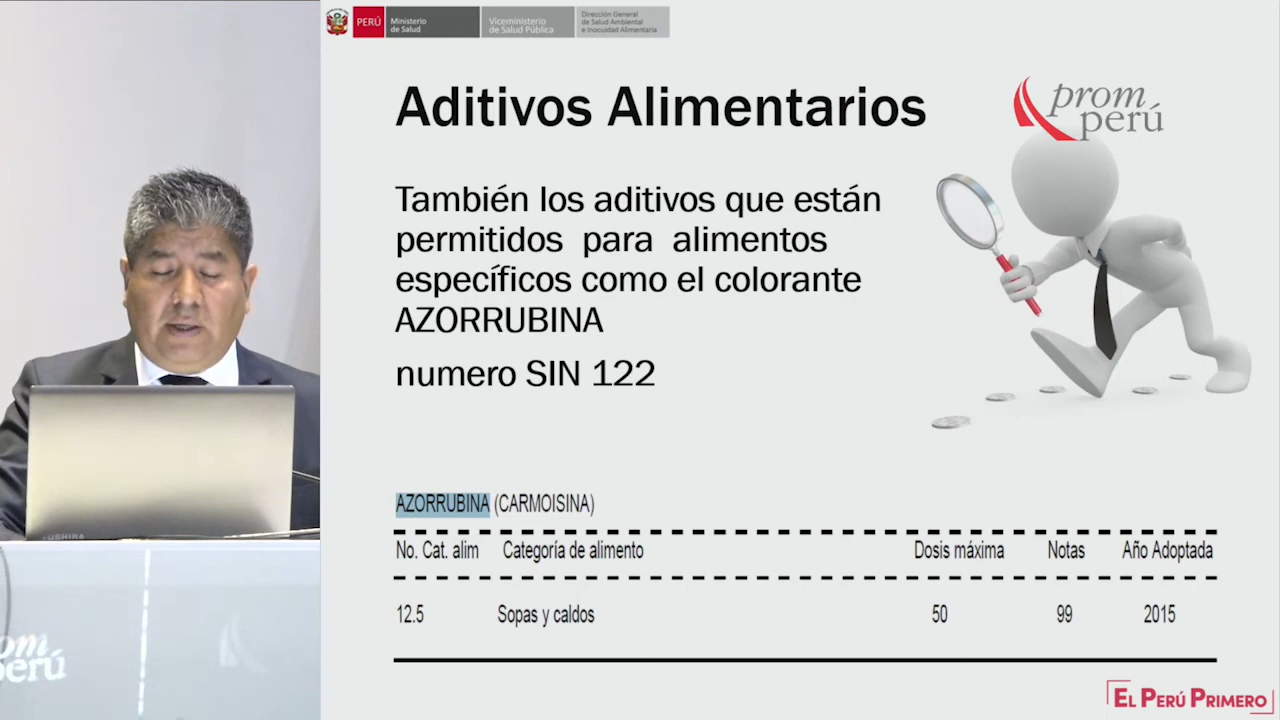 PERÚ
Ministerio
de Salud
Viceministerio
de Salud Pública
Dirección General
de Salud Ambiental
e Inocuidad Alimentaria
Aditivos Alimentarios
prom
perú
También los aditivos que están
permitidos para alimentos
específicos como el colorante
AZORRUBINA
numero SIN 122
AZORRUBINA (CARMOISINA)
No. Cat. alim Categoría de alimento Dosis máxima Notas Año Adoptada
12.5 Sopas y caldos 50 99 2015
TOSHIBA
om
perú
EL PERÚ PRIMERO